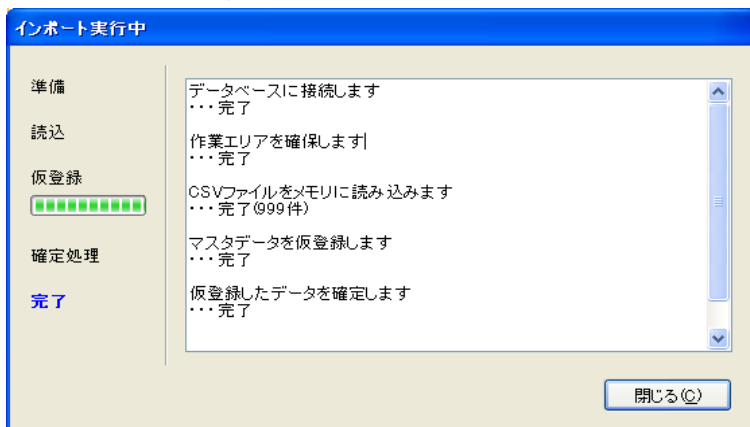 インポート実行中
準備
読込
仮登録
確定処理
完了
データベースに接続します
・・・完了
作業エリアを確保します
・・・完了
CSVファイルをメモリに読み込みます
・・・完了(999件)
マスタデータを仮登録します
・・・完了
仮登録したデータを確定します
・・・完了
閉じる(C)